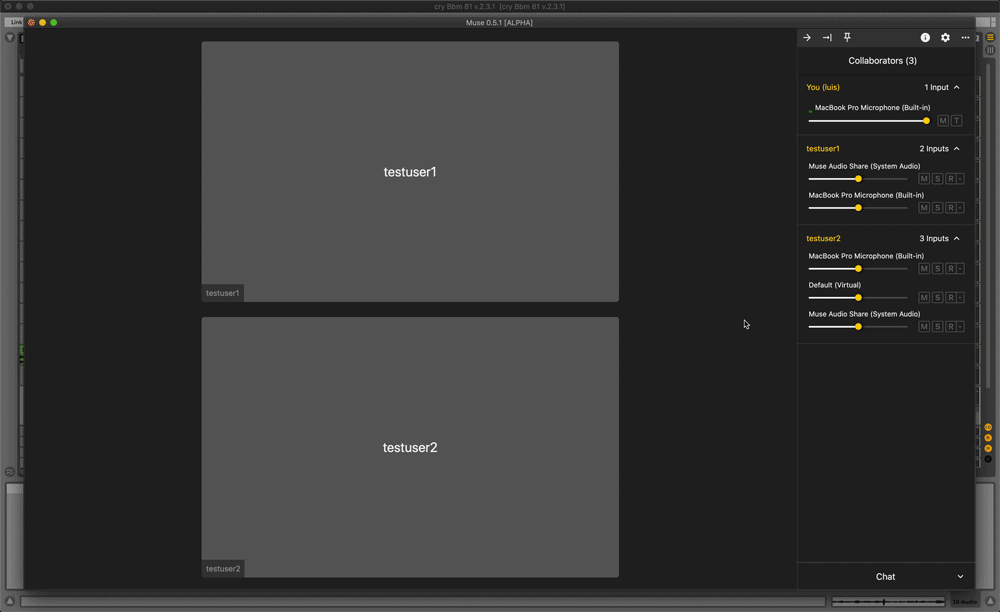 cry Bbm 81 v.2.3.1 [cry Bbm 81 v.2.3.1]
Link
Muse 0.5.1 [ALPHA]
Collaborators (3)
You (luis)
1 Input
MacBook Pro Microphone (Built-in)
M T
testuser1
2 Inputs
Muse Audio Share (System Audio)
M S R
MacBook Pro Microphone (Built-in)
M S R
testuser2
3 Inputs
MacBook Pro Microphone (Built-in)
M S R
Default (Virtual)
M S R
Muse Audio Share (System Audio)
M S R
Chat
testuser1
testuser1
testuser2
testuser2